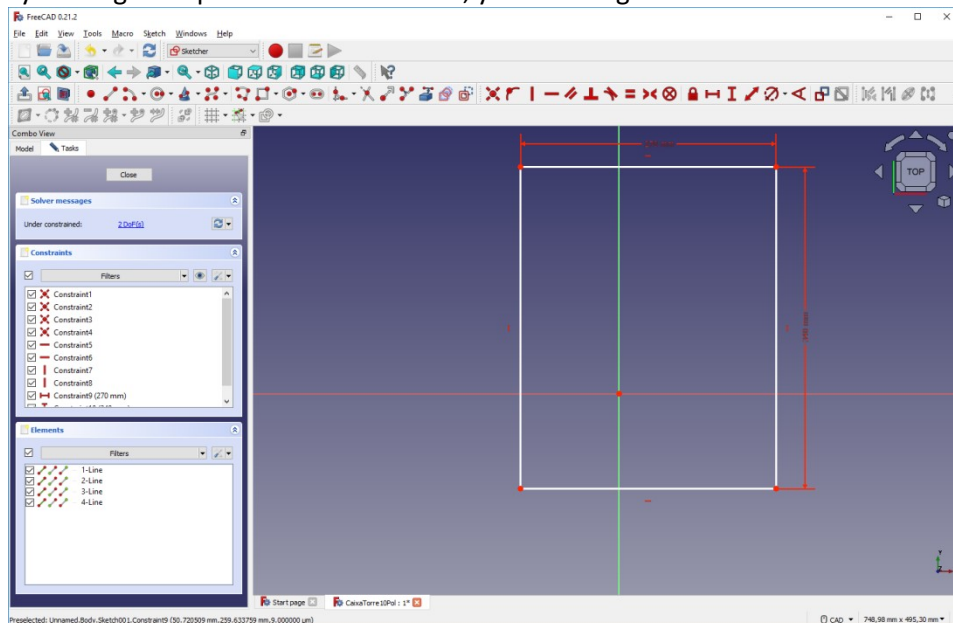 FreeCAD 0.21.2
File Edit View Tools Macro Sketch Windows Help
Sketcher
Combo View
Model Tasks
Close
Solver messages
Under constrained: 2 DoF(s)
Constraints
Filters
Constraint1
Constraint2
Constraint3
Constraint4
Constraint5
Constraint6
Constraint7
Constraint8
Constraint9 (270 mm)
Elements
Filters
1-Line
2-Line
3-Line
4-Line
TOP
Y
Z
Start page CaixaTorre10Pol : 1*
Preselected: Unnamed.Body.Sketch001.Constraint9 (50.720509 mm,259.633759 mm,9.000000 µm)
CAD 748,98 mm x 495,30 mm